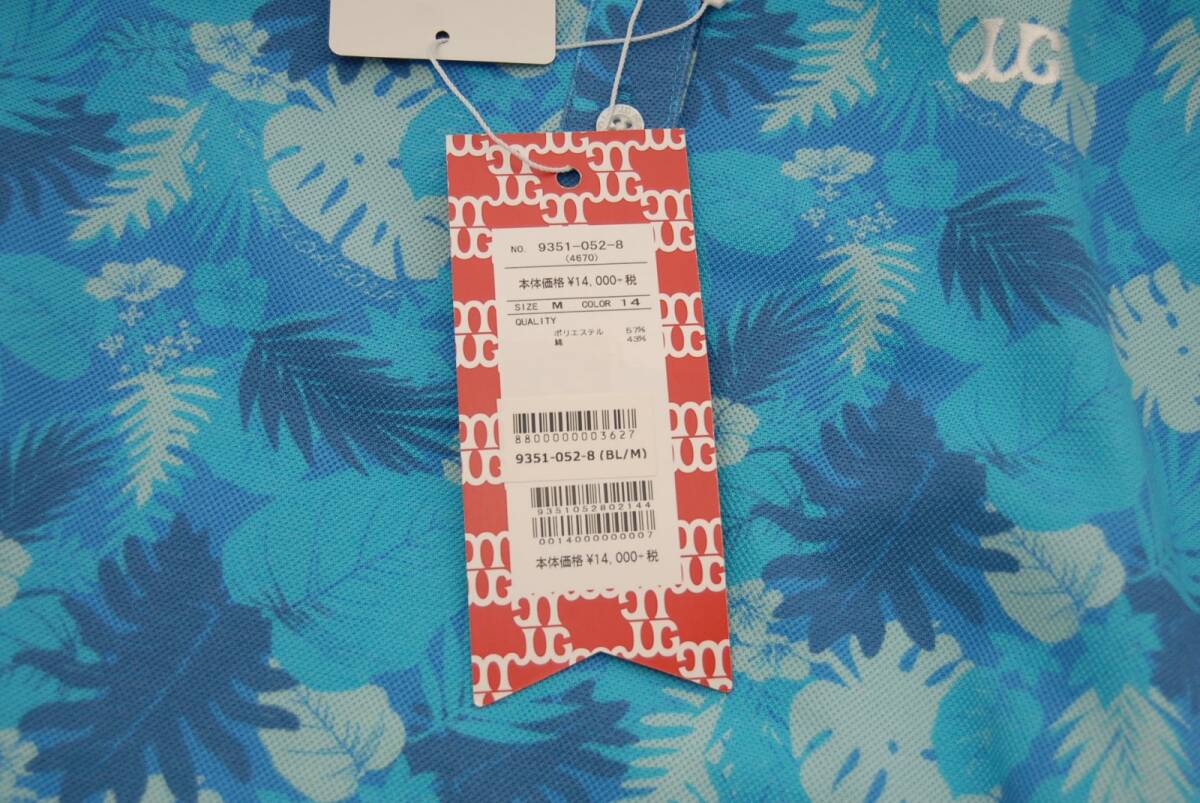 NO. 9351-052-8
(4670)
本体価格 ¥14,000+税
SIZE M COLOR 14
QUALITY
ポリエステル 57%
綿 43%
8800000003627
9351-052-8 (BL/M)
9351052802144
0014000000007
本体価格 ¥14,000+税